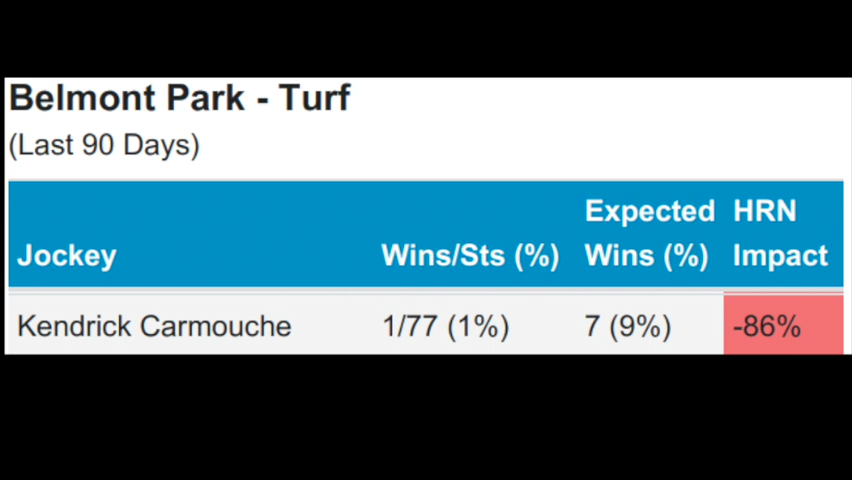 Belmont Park - Turf
(Last 90 Days)
Expected HRN
Jockey Wins/Sts (%) Wins (%) Impact
Kendrick Carmouche 1/77 (1%) 7 (9%) -86%